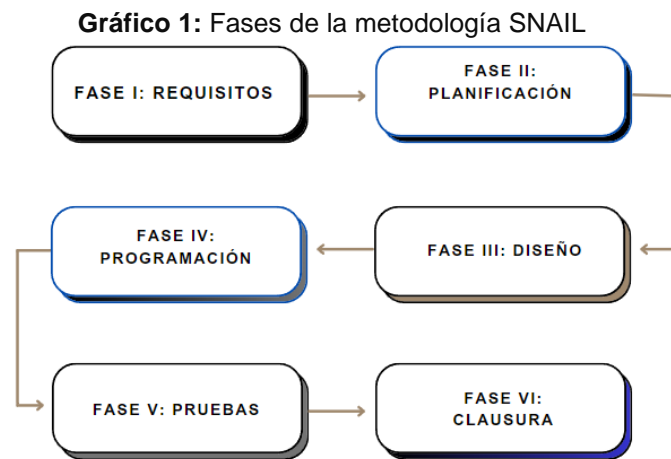 Gráfico 1: Fases de la metodología SNAIL
FASE I: REQUISITOS
FASE II:
PLANIFICACIÓN
FASE IV:
PROGRAMACIÓN
FASE III: DISEÑO
FASE V: PRUEBAS
FASE VI:
CLAUSURA